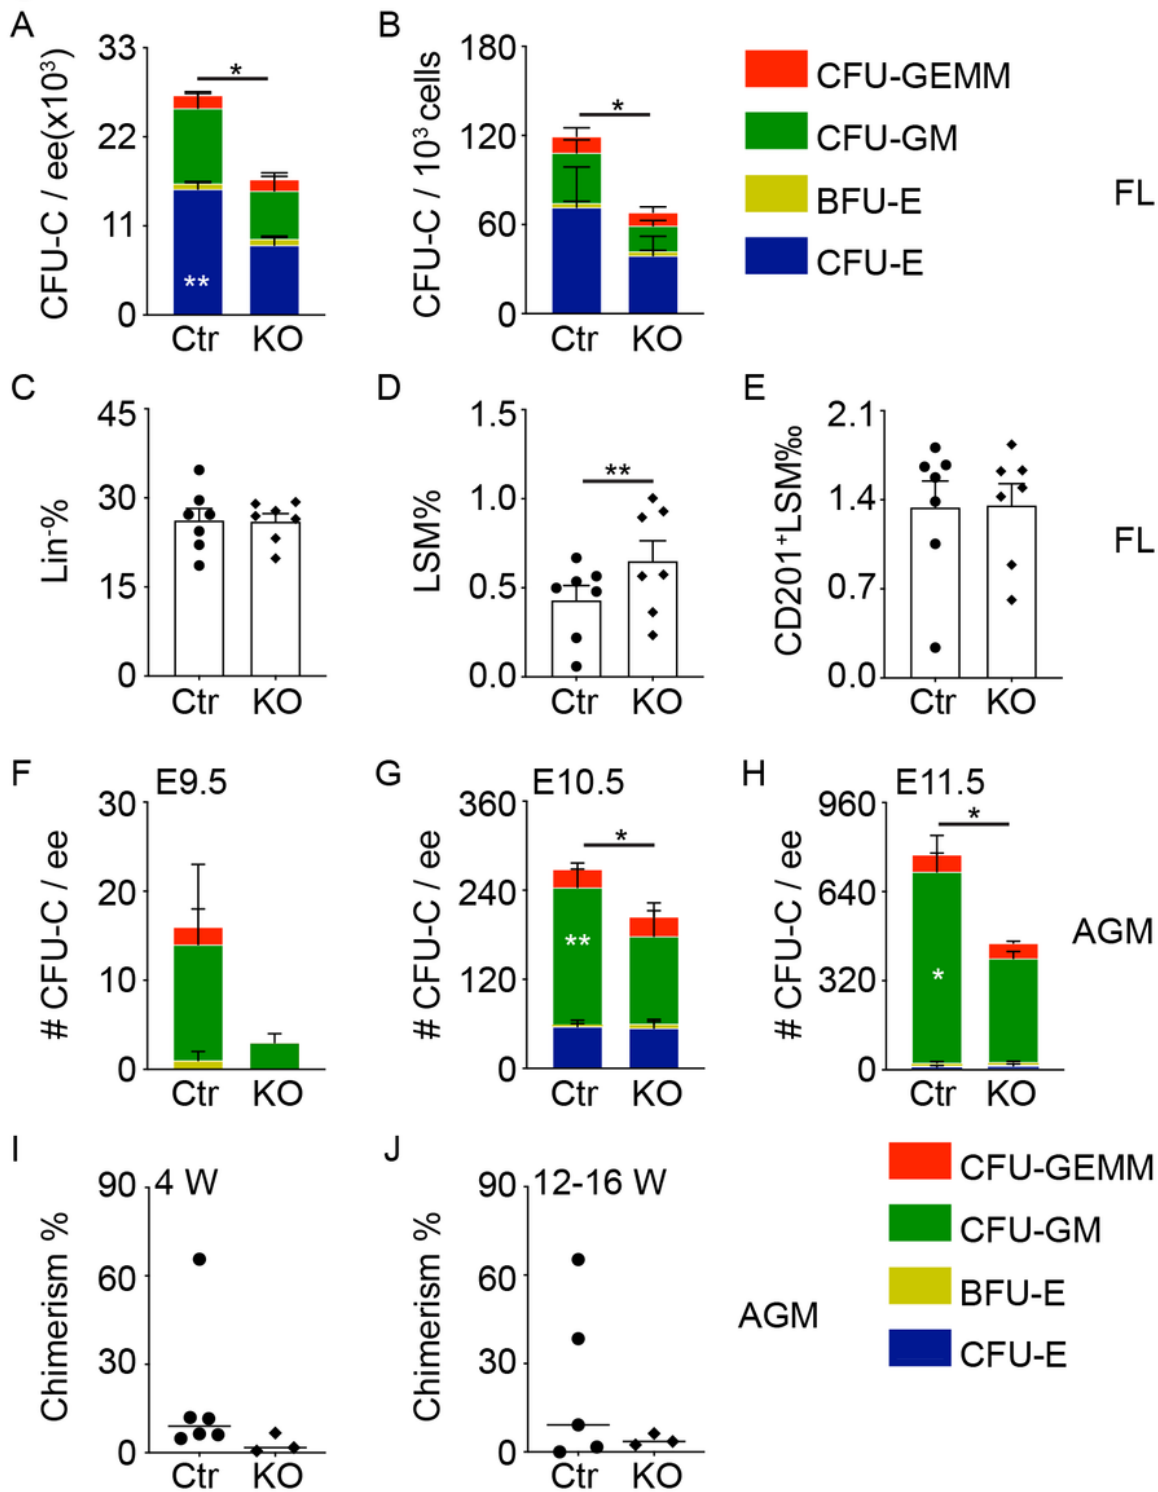 A
CFU-C / ee(x10³)
33
22
11
0
*
**
Ctr KO
B
CFU-C / 10³ cells
180
120
60
0
*
Ctr KO
CFU-GEMM
CFU-GM
BFU-E
CFU-E
FL
C
Lin-%
45
30
15
0
Ctr KO
D
LSM%
1.5
1.0
0.5
0.0
**
Ctr KO
E
CD201⁺LSM‰
2.1
1.4
0.7
0.0
Ctr KO
FL
F
E9.5
# CFU-C / ee
30
20
10
0
Ctr KO
G
E10.5
# CFU-C / ee
360
240
120
0
*
**
Ctr KO
H
E11.5
# CFU-C / ee
960
640
320
0
*
*
Ctr KO
AGM
I
4 W
Chimerism %
90
60
30
0
Ctr KO
J
12-16 W
Chimerism %
90
60
30
0
Ctr KO
AGM
CFU-GEMM
CFU-GM
BFU-E
CFU-E